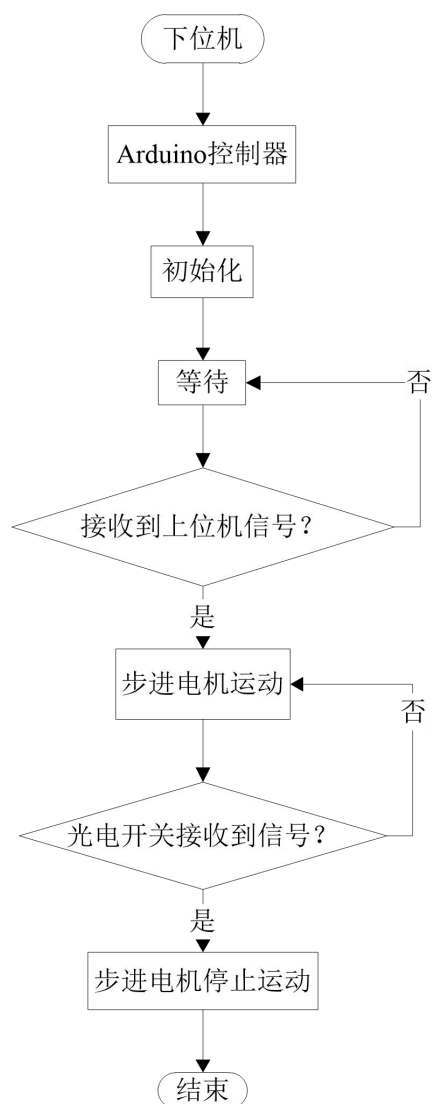 下位机
Arduino控制器
初始化
等待
否
接收到上位机信号？
是
步进电机运动
否
光电开关接收到信号？
是
步进电机停止运动
结束